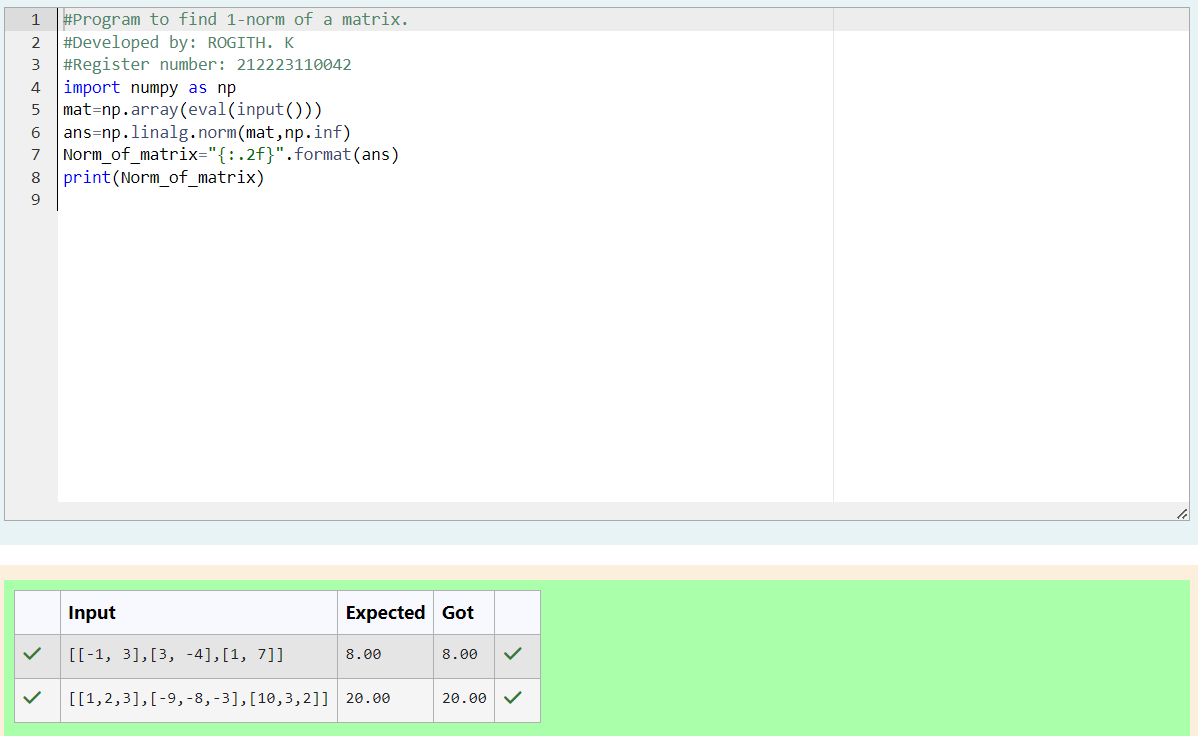 1 #Program to find 1-norm of a matrix.
2 #Developed by: ROGITH. K
3 #Register number: 212223110042
4 import numpy as np
5 mat=np.array(eval(input()))
6 ans=np.linalg.norm(mat,np.inf)
7 Norm_of_matrix="{:.2f}".format(ans)
8 print(Norm_of_matrix)
9
Input Expected Got
[[-1, 3],[3, -4],[1, 7]] 8.00 8.00
[[1,2,3],[-9,-8,-3],[10,3,2]] 20.00 20.00